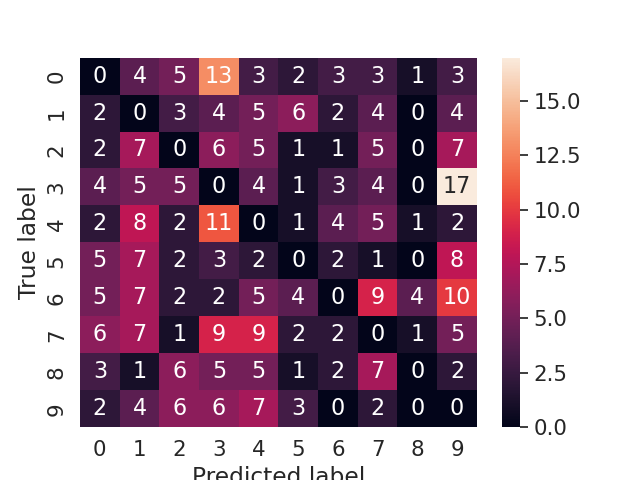 0 4 5 13 3 2 3 3 1 3
2 0 3 4 5 6 2 4 0 4
2 7 0 6 5 1 1 5 0 7
4 5 5 0 4 1 3 4 0 17
2 8 2 11 0 1 4 5 1 2
5 7 2 3 2 0 2 1 0 8
5 7 2 2 5 4 0 9 4 10
6 7 1 9 9 2 2 0 1 5
3 1 6 5 5 1 2 7 0 2
2 4 6 6 7 3 0 2 0 0
0
1
2
3
4
5
6
7
8
9
True label
0 1 2 3 4 5 6 7 8 9
Predicted label
15.0
12.5
10.0
7.5
5.0
2.5
0.0